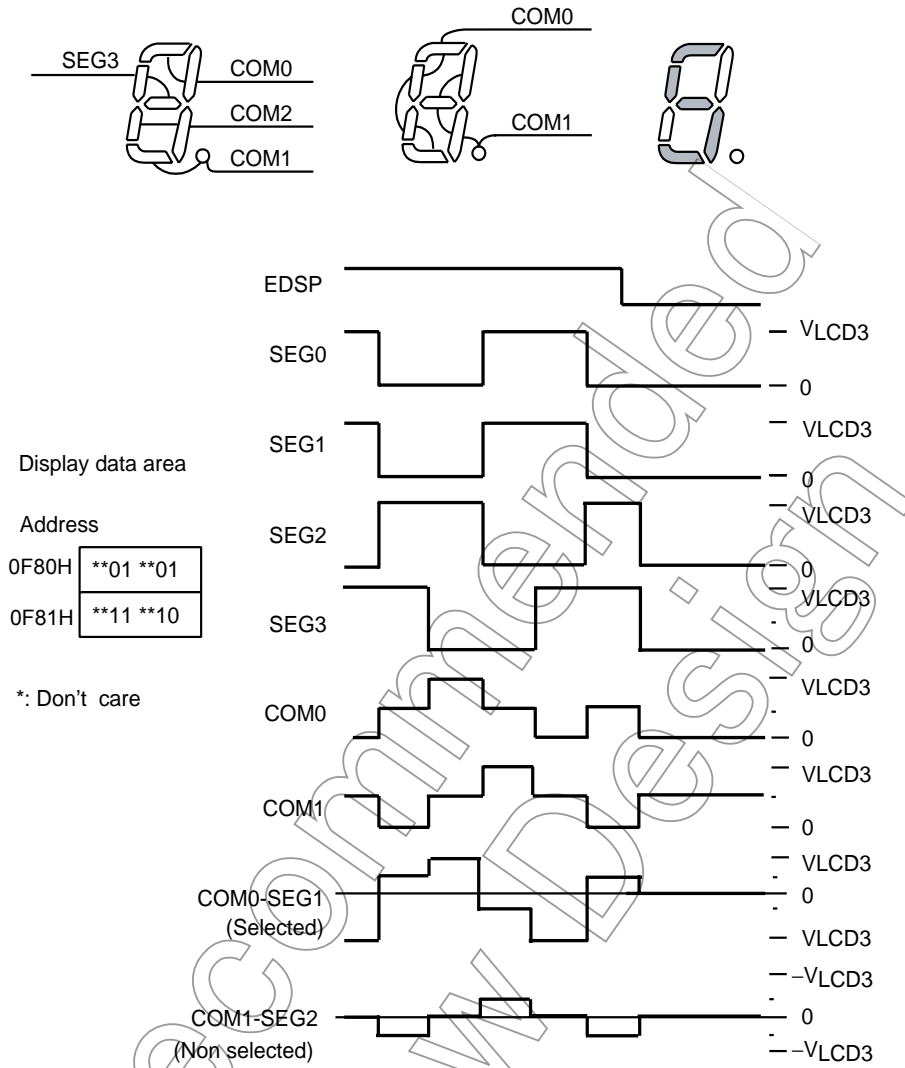 COM0
SEG3
COM0
COM2
COM1
COM1
EDSP
SEG0
VLCD3
0
SEG1
VLCD3
0
Display data area
SEG2
VLCD3
0
Address
0F80H **01 **01
0F81H **11 **10
SEG3
VLCD3
0
*: Don't care
COM0
VLCD3
0
COM1
VLCD3
0
COM0-SEG1
(Selected)
VLCD3
0
VLCD3
COM1-SEG2
(Non selected)
–VLCD3
0
–VLCD3
ecommended
w Design